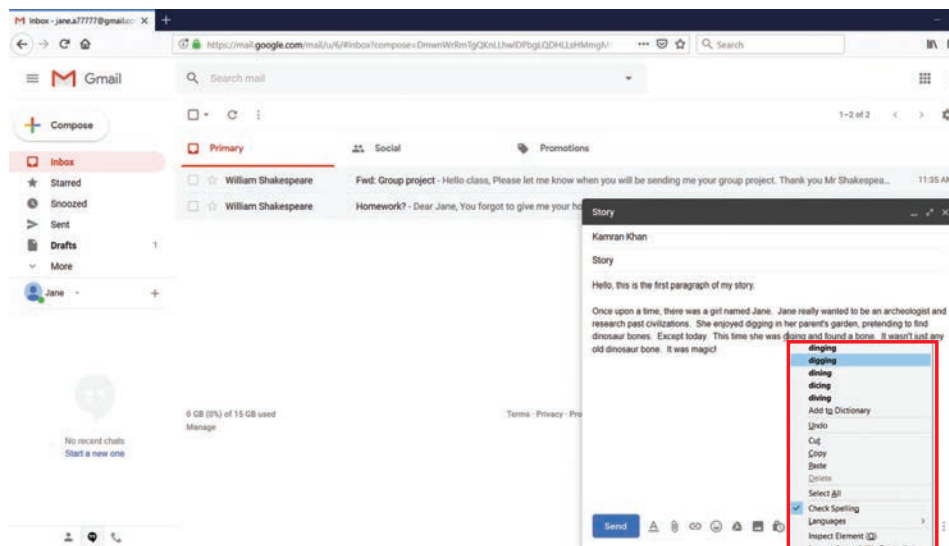 Inbox - jane.a77777@gmail.co
https://mail.google.com/mail/u/6/#inbox?compose=
Search
Gmail
Search mail
Compose
1–2 of 2
Primary
Social
Promotions
Inbox
Starred
Snoozed
Sent
Drafts 1
More
Jane
William Shakespeare Fwd: Group project - Hello class, Please let me know when you will be sending me your group project. Thank you Mr Shakespea... 11:35 AM
William Shakespeare Homework? - Dear Jane, You forgot to give me your
Story
Kamran Khan
Story
Hello, this is the first paragraph of my story.
Once upon a time, there was a girl named Jane. Jane really wanted to be an archeologist and
research past civilizations. She enjoyed digging in her parent's garden, pretending to find
dinosaur bones. Except today. This time she was diging and found a bone. It wasn't just any
old dinosaur bone. It was magic!
dinging
digging
dining
dicing
diving
Add to Dictionary
Undo
Cut
Copy
Paste
Delete
Select All
Check Spelling
Languages
Inspect Element (Q)
Send
0 GB (0%) of 15 GB used
Manage
Terms · Privacy · Pro
No recent chats
Start a new one